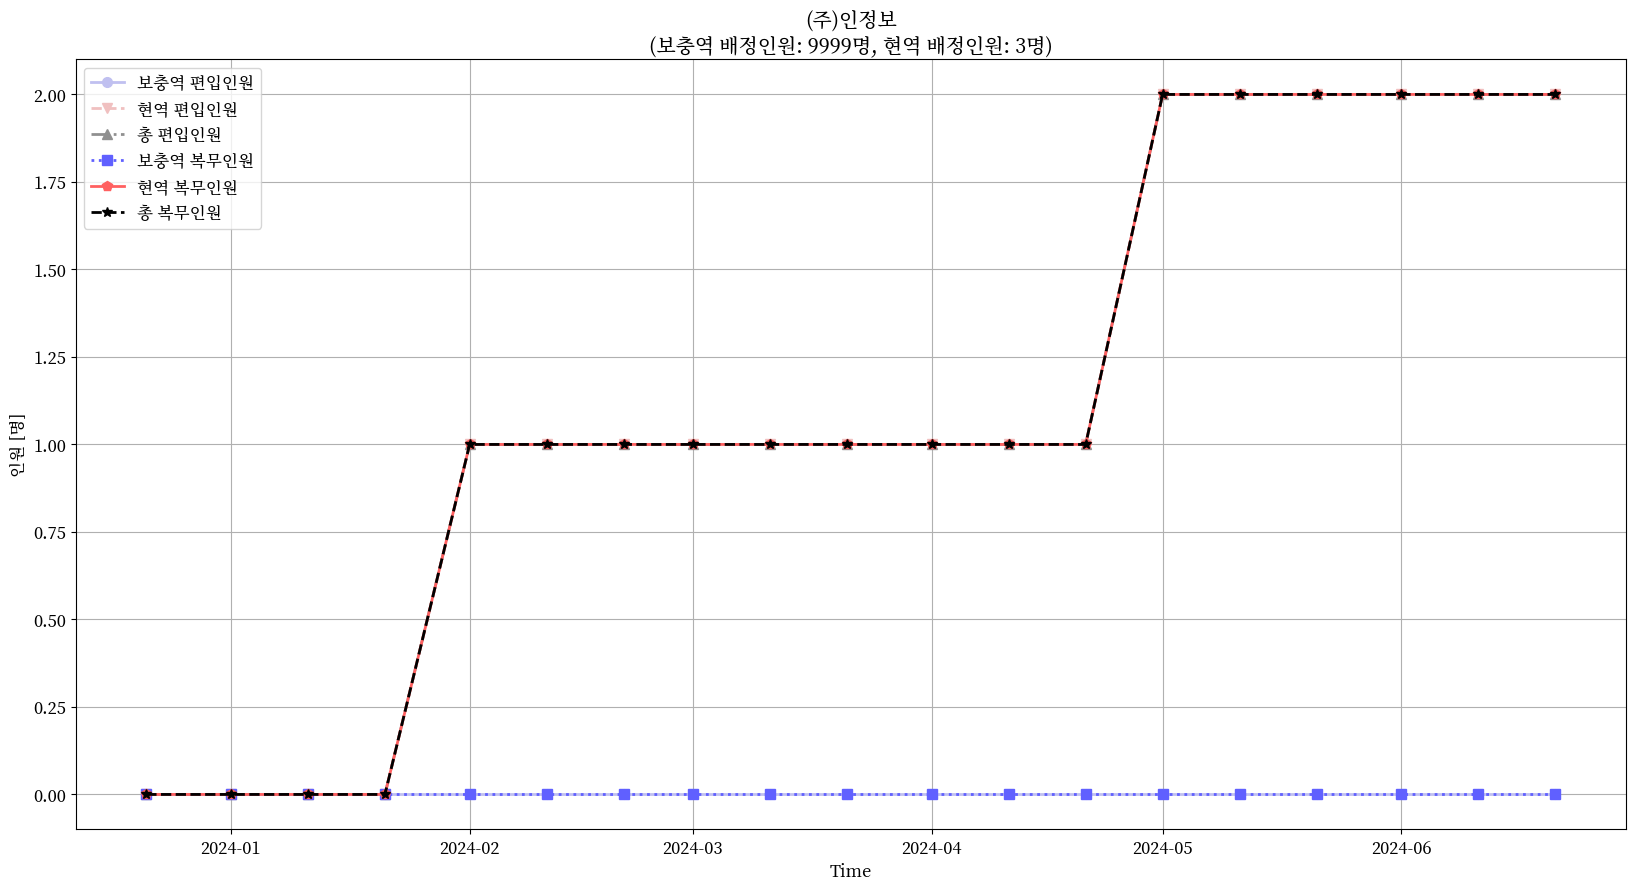 (주)인정보
(보충역 배정인원: 9999명, 현역 배정인원: 3명)
보충역 편입인원
현역 편입인원
총 편입인원
보충역 복무인원
현역 복무인원
총 복무인원
2.00
1.75
1.50
1.25
1.00
0.75
0.50
0.25
0.00
인원 [명]
2024-01
2024-02
2024-03
2024-04
2024-05
2024-06
Time